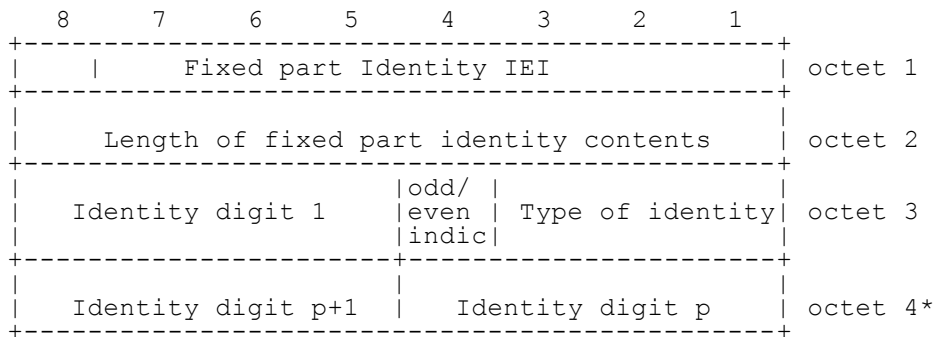 8 7 6 5 4 3 2 1
+-----------------------------------------------+
| | Fixed part Identity IEI | octet 1
+-----------------------------------------------+
| |
| Length of fixed part identity contents | octet 2
+-----------------------------------------------+
| |odd/ | |
| Identity digit 1 |even | Type of identity| octet 3
| |indic| |
+-----------------------+-----------------------+
| | |
| Identity digit p+1 | Identity digit p | octet 4*
+-----------------------------------------------+